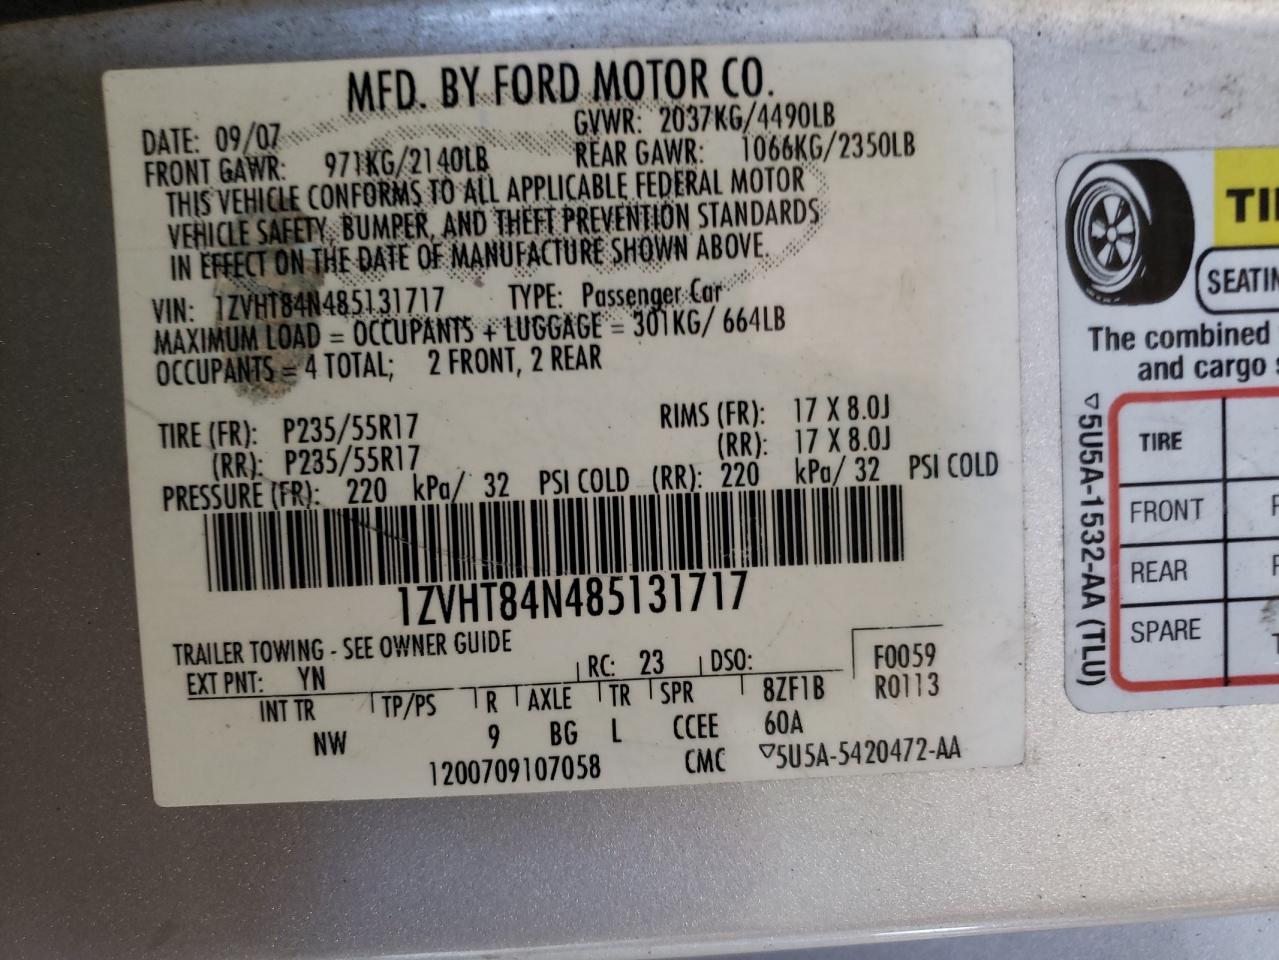 MFD. BY FORD MOTOR CO.
DATE: 09/07 GVWR: 2037KG/4490LB
FRONT GAWR: 971KG/2140LB REAR GAWR: 1066KG/2350LB
THIS VEHICLE CONFORMS TO ALL APPLICABLE FEDERAL MOTOR
VEHICLE SAFETY, BUMPER, AND THEFT PREVENTION STANDARDS
IN EFFECT ON THE DATE OF MANUFACTURE SHOWN ABOVE.
VIN: 1ZVHT84N485131717 TYPE: Passenger Car
MAXIMUM LOAD = OCCUPANTS + LUGGAGE = 301KG/ 664LB
OCCUPANTS = 4 TOTAL; 2 FRONT, 2 REAR
TIRE (FR): P235/55R17 RIMS (FR): 17 X 8.0J
(RR): P235/55R17 (RR): 17 X 8.0J
PRESSURE (FR): 220 kPa/ 32 PSI COLD (RR): 220 kPa/ 32 PSI COLD
1ZVHT84N485131717
TRAILER TOWING - SEE OWNER GUIDE
EXT PNT: YN RC: 23 DSO: F0059
INT TR TP/PS R AXLE TR SPR 8ZF1B R0113
NW 9 BG L CCEE 60A
1200709107058 CMC ▽5U5A-5420472-AA
TI
SEATIN
The combined
and cargo
▽5U5A-1532-AA (TLU)
TIRE
FRONT
REAR
SPARE